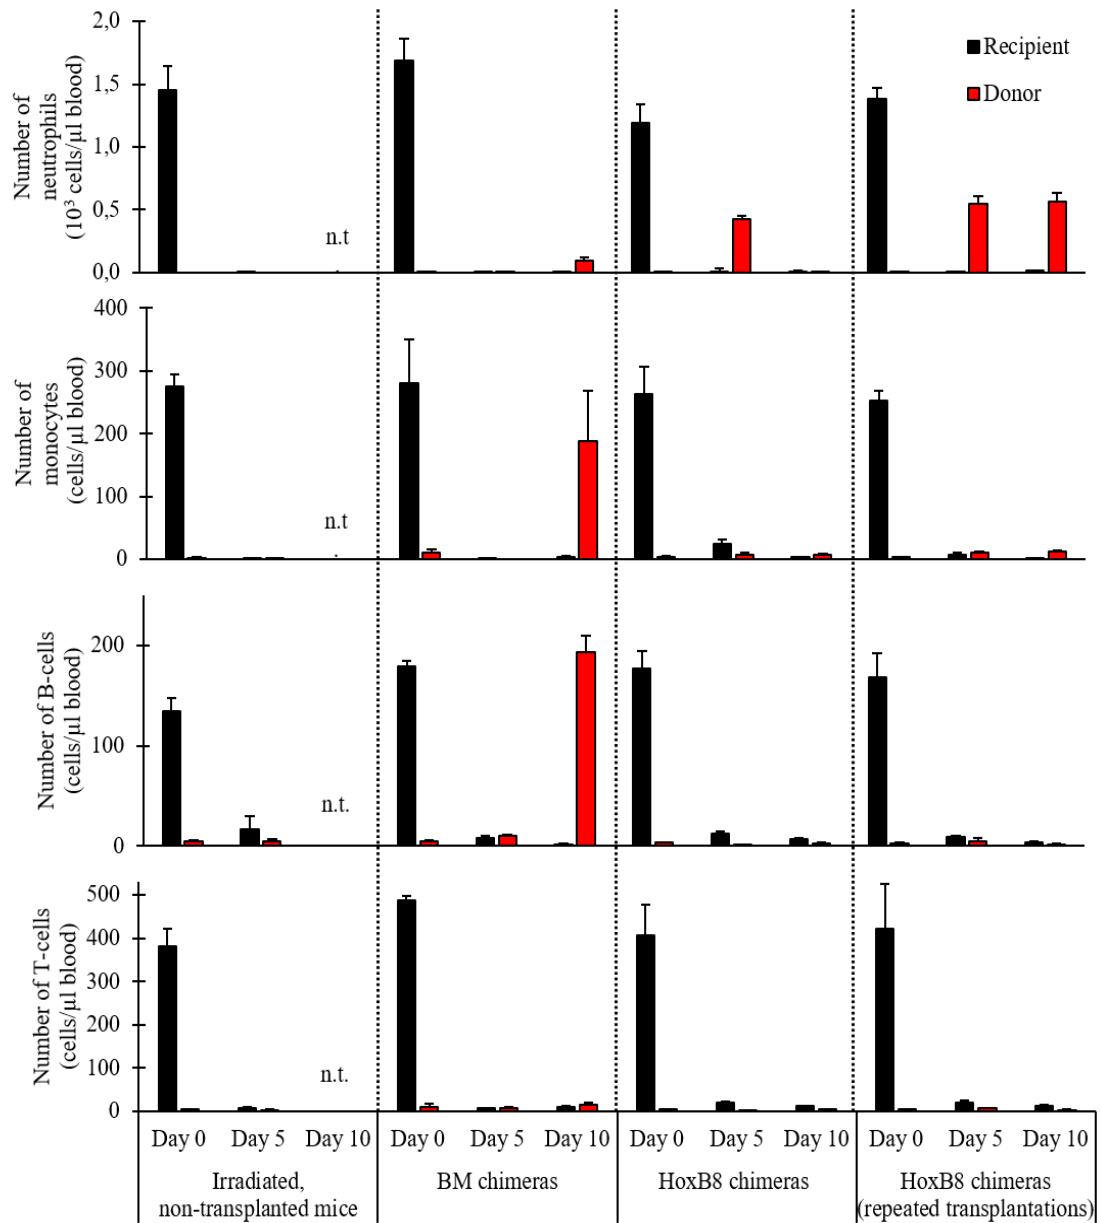 2,0
1,5
1,0
0,5
0,0
Number of
neutrophils
(10³ cells/µl blood)
n.t
Recipient
Donor
400
300
200
100
0
Number of
monocytes
(cells/µl blood)
n.t
200
100
0
Number of B-cells
(cells/µl blood)
n.t.
500
400
300
200
100
0
Number of T-cells
(cells/µl blood)
n.t.
Day 0 Day 5 Day 10 Day 0 Day 5 Day 10 Day 0 Day 5 Day 10 Day 0 Day 5 Day 10
Irradiated,
non-transplanted mice
BM chimeras
HoxB8 chimeras
HoxB8 chimeras
(repeated transplantations)